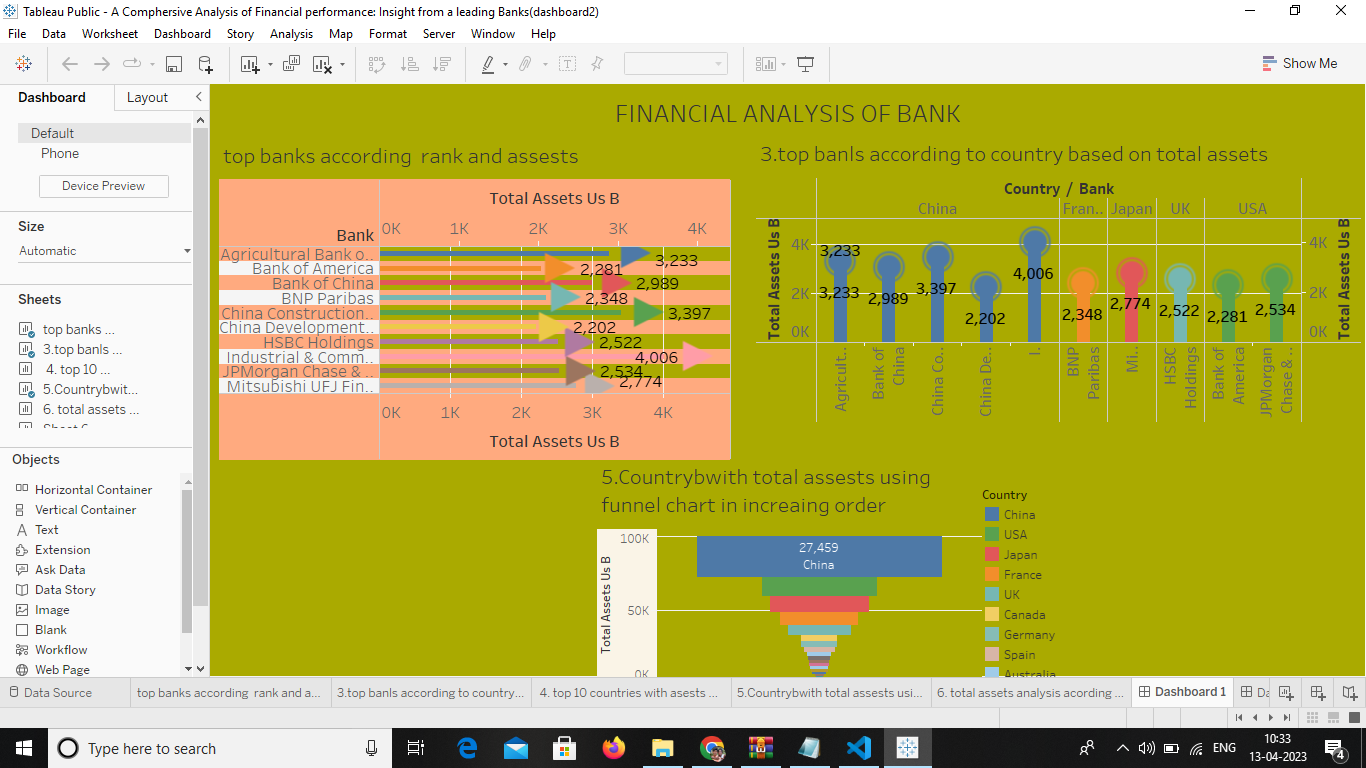 Tableau Public - A Comphersive Analysis of Financial performance: Insight from a leading Banks(dashboard2)
File Data Worksheet Dashboard Story Analysis Map Format Server Window Help
Show Me
Dashboard Layout
Default
Phone
Device Preview
Size
Automatic
Sheets
top banks ...
3.top banls ...
4. top 10 ...
5.Countrybwit...
6. total assets ...
Objects
Horizontal Container
Vertical Container
Text
Extension
Ask Data
Data Story
Image
Blank
Workflow
Web Page
FINANCIAL ANALYSIS OF BANK
top banks according rank and assests
Total Assets Us B
Bank
0K 1K 2K 3K 4K
Agricultural Bank o.. 3,233
Bank of America 2,281
Bank of China 2,989
BNP Paribas 2,348
China Construction.. 3,397
China Development.. 2,202
HSBC Holdings 2,522
Industrial & Comm.. 4,006
JPMorgan Chase & .. 2,534
Mitsubishi UFJ Fin.. 2,774
0K 1K 2K 3K 4K
Total Assets Us B
3.top banls according to country based on total assets
Country / Bank
China Fran.. Japan UK USA
Total Assets Us B
4K
2K
0K
3,233
3,233
2,989
3,397
2,202
4,006
2,348
2,774
2,522
2,281
2,534
4K
2K
0K
Total Assets Us B
Agricult..
Bank of
China
China Co..
China De..
I..
BNP
Paribas
Mi..
HSBC
Holdings
Bank of
America
JPMorgan
Chase &..
5.Countrybwith total assests using
funnel chart in increaing order
Total Assets Us B
100K
50K
0K
27,459
China
Country
China
USA
Japan
France
UK
Canada
Germany
Spain
Australia
Data Source top banks according rank and a... 3.top banls according to country... 4. top 10 countries with asests ... 5.Countrybwith total assests usi... 6. total assets analysis acording ... Dashboard 1 Da
Type here to search
ENG
10:33
13-04-2023
4